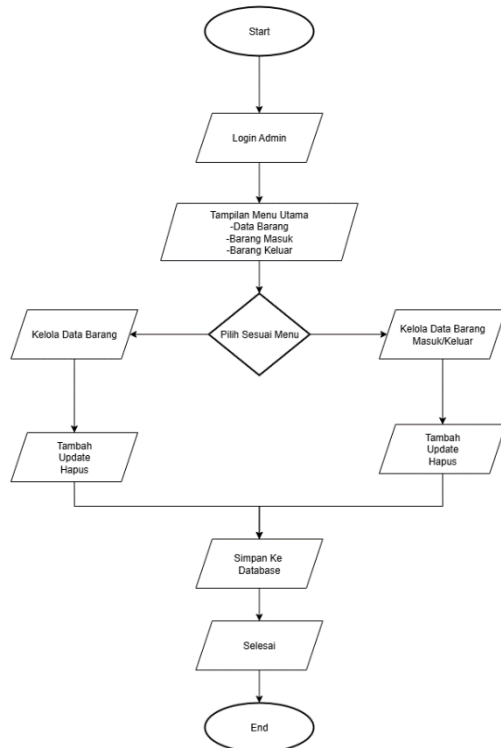 Start
Login Admin
Tampilan Menu Utama
-Data Barang
-Barang Masuk
-Barang Keluar
Kelola Data Barang
Pilih Sesuai Menu
Kelola Data Barang
Masuk/Keluar
Tambah
Update
Hapus
Tambah
Update
Hapus
Simpan Ke
Database
Selesai
End